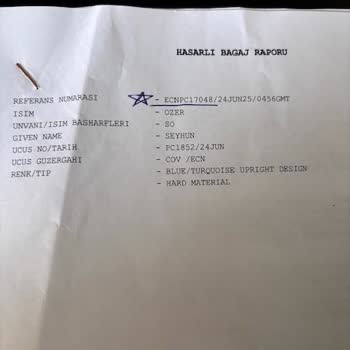 HASARLI BAGAJ RAPORU
REFERANS NUMARASI - ECNPC17048/24JUN25/0456GMT
ISIM - OZER
UNVANI/ISIM BASHARFLERI - SO
GIVEN NAME - SEYHUN
UCUS NO/TARIH - PC1852/24JUN
UCUS GUZERGAHI - COV /ECN
RENK/TIP - BLUE/TURQUOISE UPRIGHT DESIGN
- HARD MATERIAL